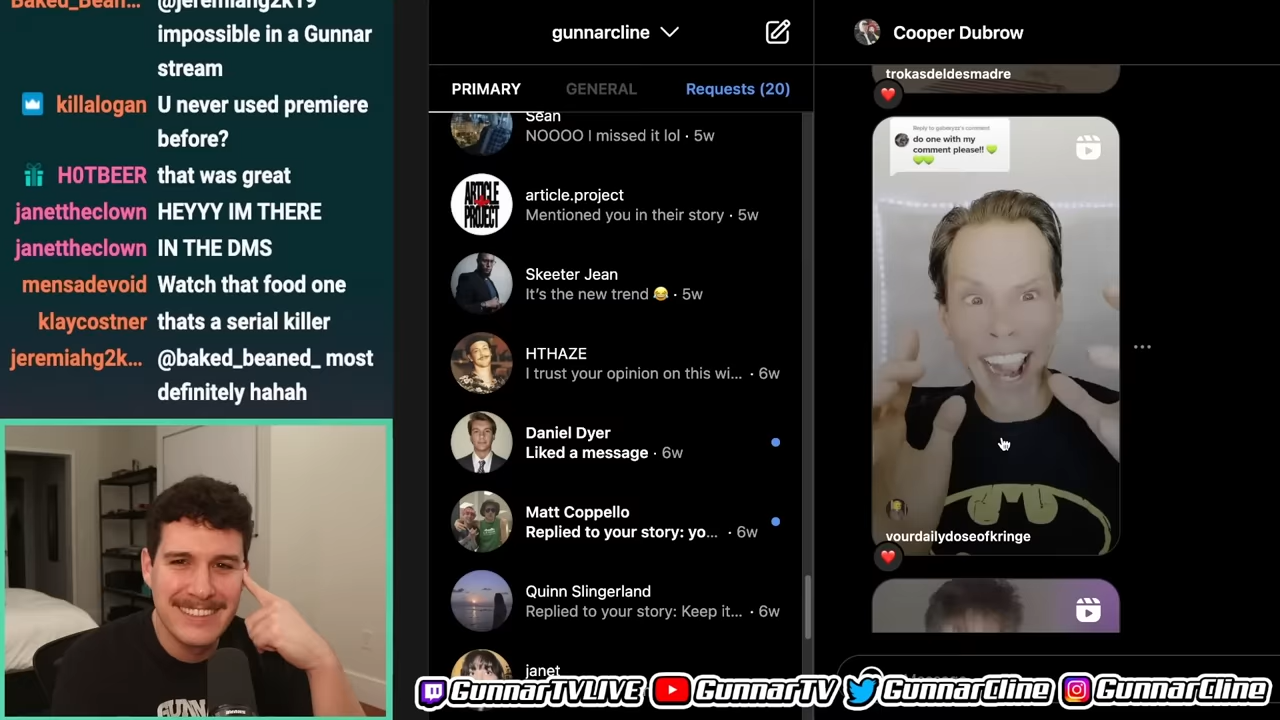 Baked_Bean... @jeremiahg2k19
impossible in a Gunnar
stream
killalogan U never used premiere
before?
H0TBEER that was great
janettheclown HEYYY IM THERE
janettheclown IN THE DMS
mensadevoid Watch that food one
klaycostner thats a serial killer
jeremiahg2k... @baked_beaned_ most
definitely hahah
gunnarcline
PRIMARY GENERAL Requests (20)
Sean
NOOOO I missed it lol · 5w
ARTICLE
PROJECT
article.project
Mentioned you in their story · 5w
Skeeter Jean
It's the new trend 😂 · 5w
HTHAZE
I trust your opinion on this wi... · 6w
Daniel Dyer
Liked a message · 6w
Matt Coppello
Replied to your story: yo... · 6w
Quinn Slingerland
Replied to your story: Keep it... · 6w
janet
Cooper Dubrow
trokasdeldesmadre
do one with my
comment please!! 💚
💚💚
yourdailydoseofkringe
GunnarTVLIVE GunnarTV GunnarCline GunnarCline